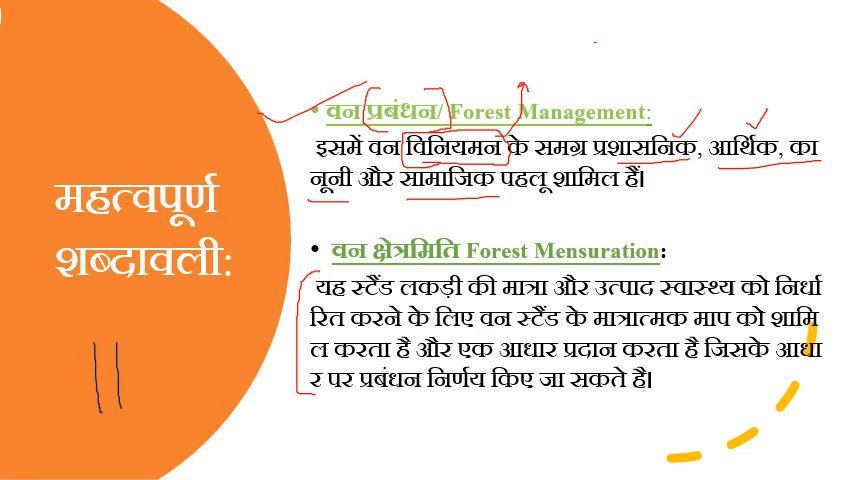 महत्वपूर्ण
शब्दावली:
• वन प्रबंधन/ Forest Management:
इसमें वन विनियमन के समग्र प्रशासनिक, आर्थिक, का
नूनी और सामाजिक पहलू शामिल हैं।
• वन क्षेत्रमिति Forest Mensuration:
यह स्टैंड लकड़ी की मात्रा और उत्पाद स्वास्थ्य को निर्धा
रित करने के लिए वन स्टैंड के मात्रात्मक माप को शामि
ल करता है और एक आधार प्रदान करता है जिसके आधा
र पर प्रबंधन निर्णय किए जा सकते है।